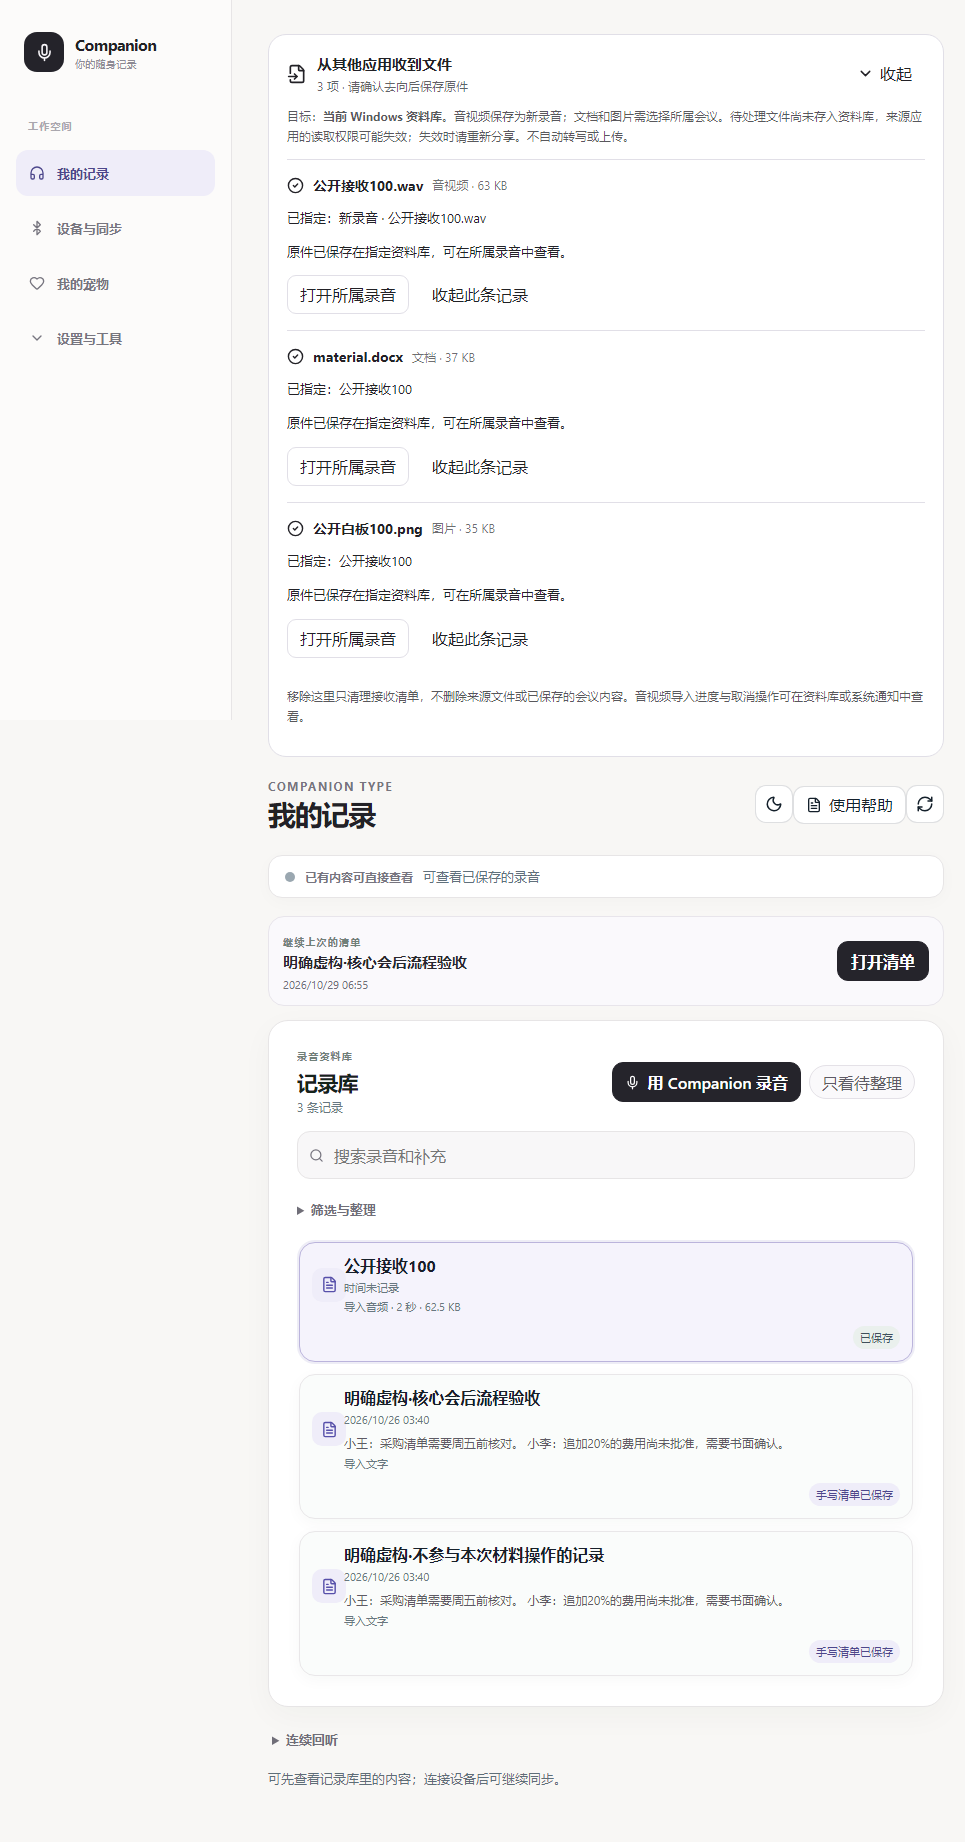 Companion
你的随身记录
工作空间
我的记录
设备与同步
我的宠物
设置与工具
从其他应用收到文件
3 项 · 请确认去向后保存原件
收起
目标：当前 Windows 资料库。音视频保存为新录音；文档和图片需选择所属会议。待处理文件尚未存入资料库，来源应
用的读取权限可能失效；失效时请重新分享。不自动转写或上传。
公开接收100.wav 音视频 · 63 KB
已指定：新录音 · 公开接收100.wav
原件已保存在指定资料库，可在所属录音中查看。
打开所属录音 收起此条记录
material.docx 文档 · 37 KB
已指定：公开接收100
原件已保存在指定资料库，可在所属录音中查看。
打开所属录音 收起此条记录
公开白板100.png 图片 · 35 KB
已指定：公开接收100
原件已保存在指定资料库，可在所属录音中查看。
打开所属录音 收起此条记录
移除这里只清理接收清单，不删除来源文件或已保存的会议内容。音视频导入进度与取消操作可在资料库或系统通知中查
看。
COMPANION TYPE
我的记录
使用帮助
已有内容可直接查看 可查看已保存的录音
继续上次的清单
明确虚构·核心会后流程验收
2026/10/29 06:55
打开清单
录音资料库
记录库
3 条记录
用 Companion 录音
只看待整理
搜索录音和补充
筛选与整理
公开接收100
时间未记录
导入音频 · 2 秒 · 62.5 KB
已保存
明确虚构·核心会后流程验收
2026/10/26 03:40
小王：采购清单需要周五前核对。 小李：追加20%的费用尚未批准，需要书面确认。
导入文字
手写清单已保存
明确虚构·不参与本次材料操作的记录
2026/10/26 03:40
小王：采购清单需要周五前核对。 小李：追加20%的费用尚未批准，需要书面确认。
导入文字
手写清单已保存
连续回听
可先查看记录库里的内容；连接设备后可继续同步。